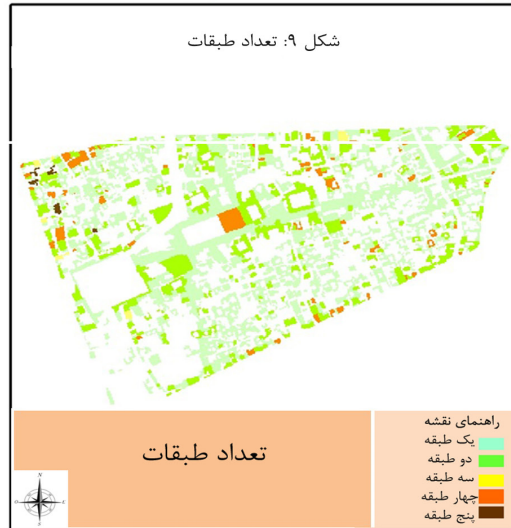 شکل ۹: تعداد طبقات
تعداد طبقات
راهنمای نقشه
یک طبقه
دو طبقه
سه طبقه
چهار طبقه
پنج طبقه
N